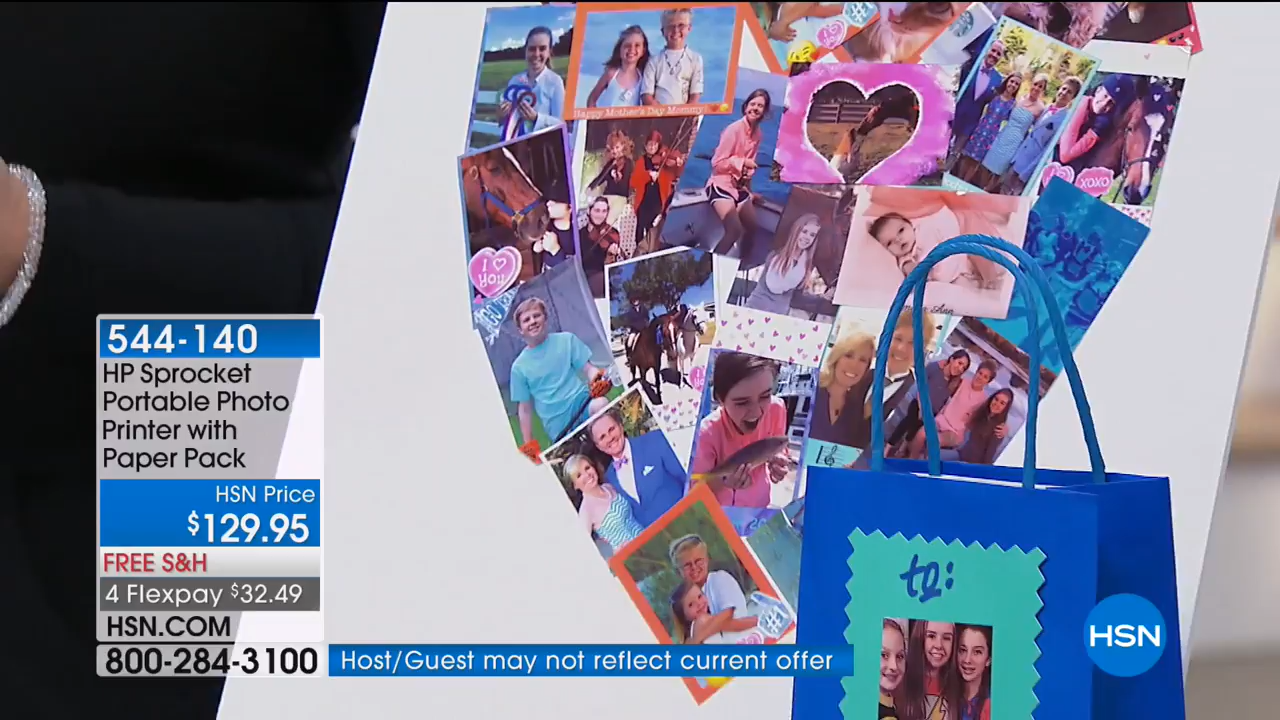 544-140
HP Sprocket
Portable Photo
Printer with
Paper Pack
HSN Price
$129.95
FREE S&H
4 Flexpay $32.49
HSN.COM
800-284-3100
Host/Guest may not reflect current offer
HSN
to:
Happy Mother's Day Mommy!
I ♡
You
XOXO
#1